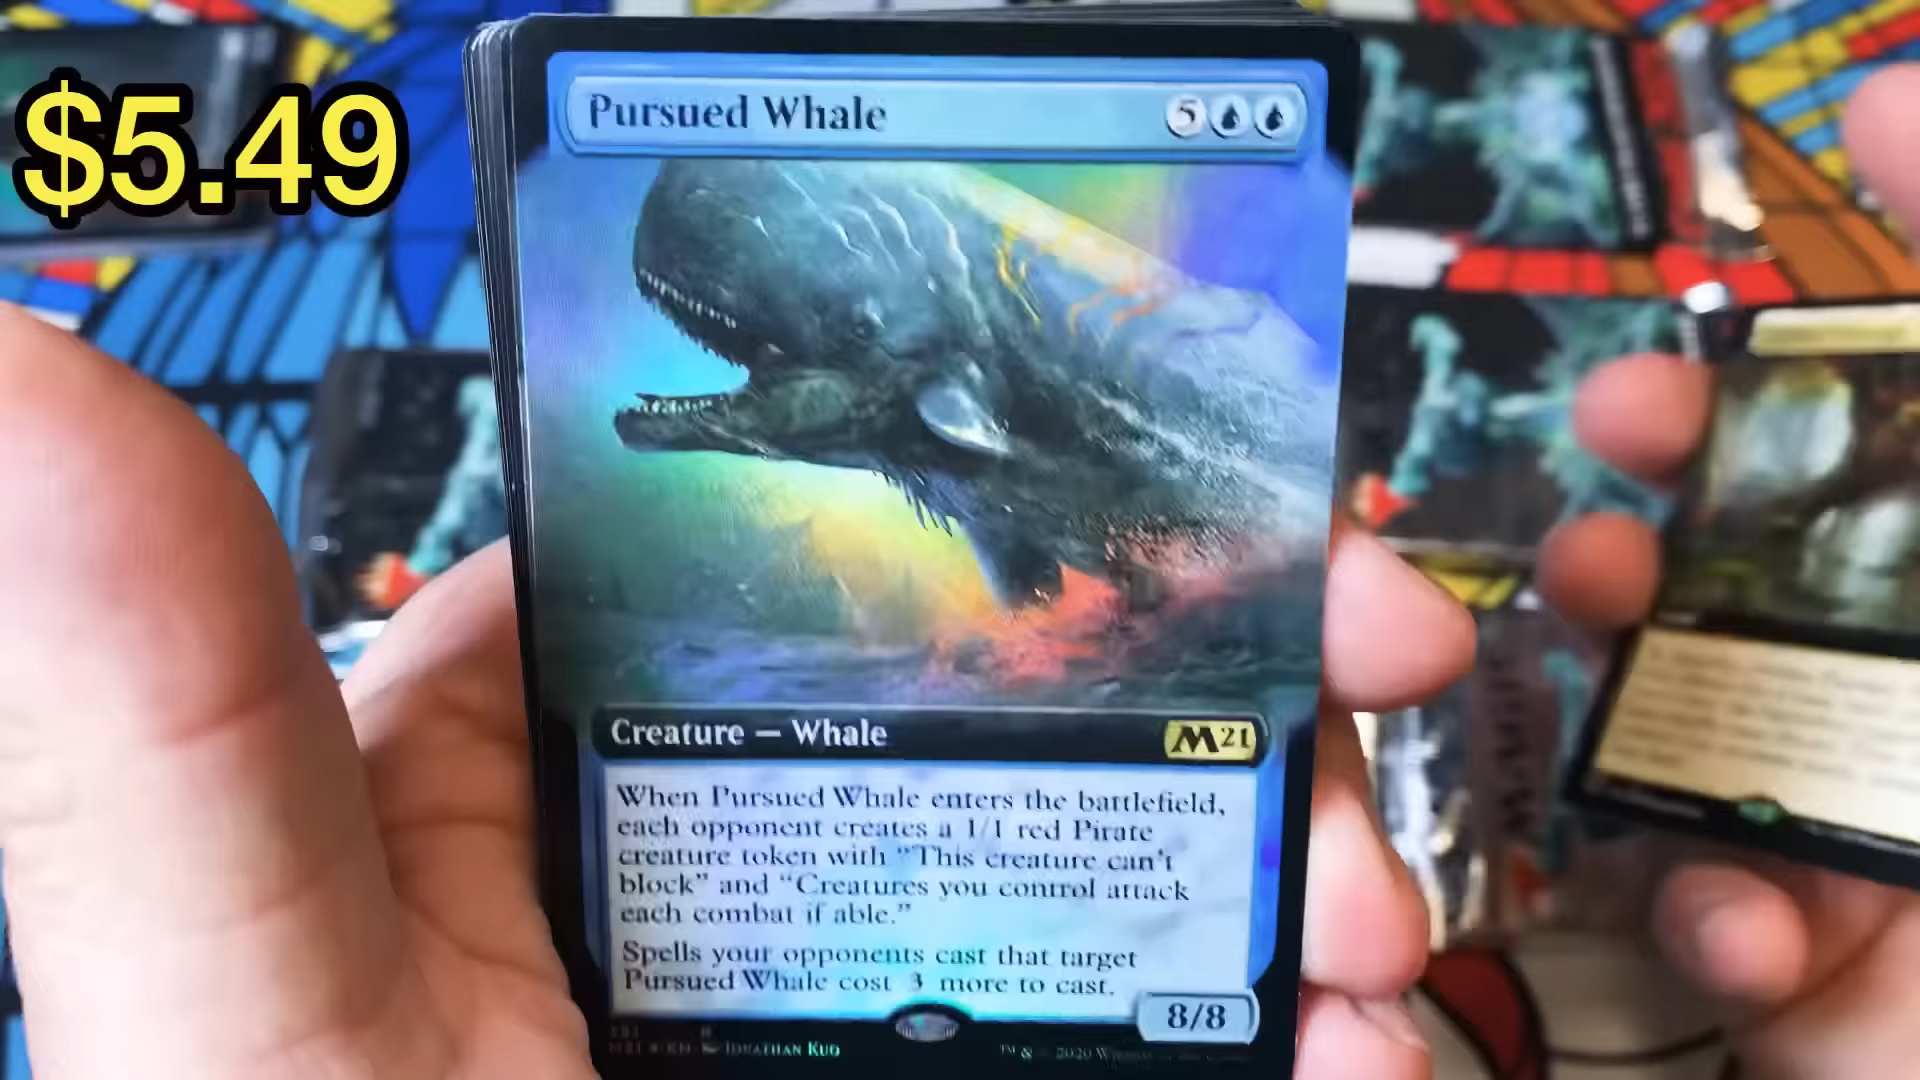 $5.49
Pursued Whale
5
Creature — Whale
M21
When Pursued Whale enters the battlefield,
each opponent creates a 1/1 red Pirate
creature token with "This creature can't
block" and "Creatures you control attack
each combat if able."
Spells your opponents cast that target
Pursued Whale cost 3 more to cast.
8/8
Jonathan Kuo
™ & © 2020